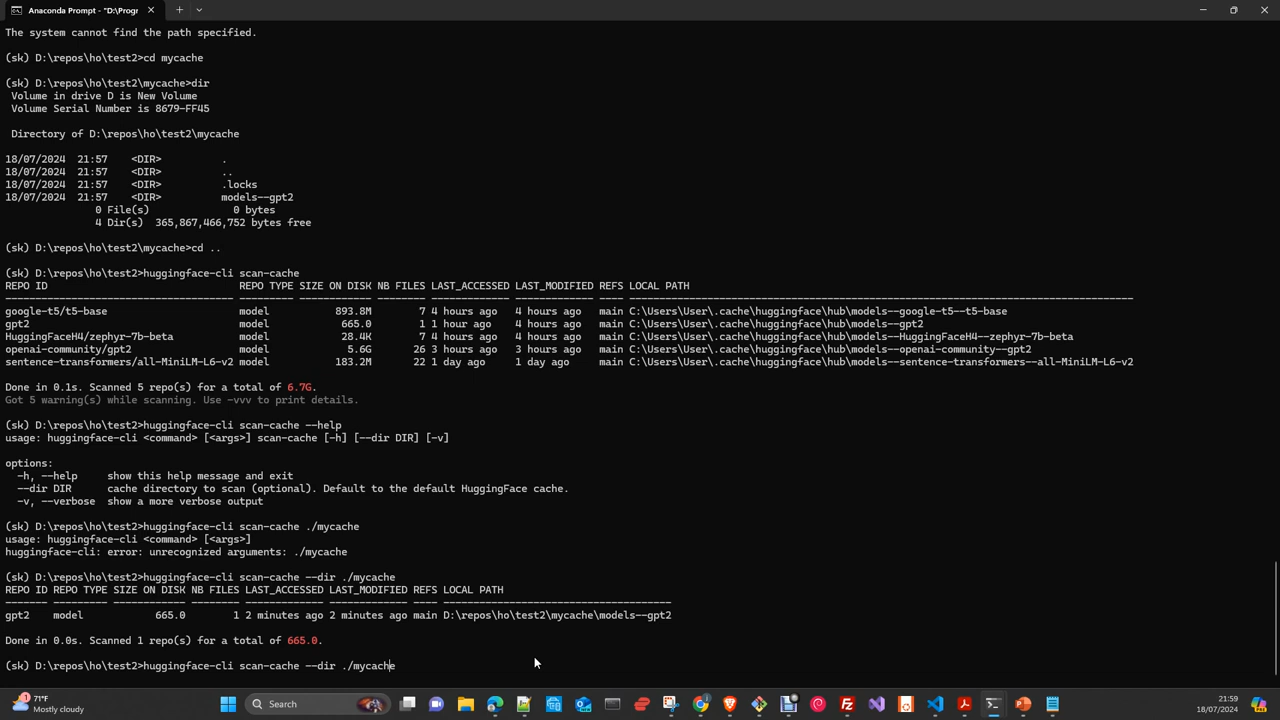 Anaconda Prompt - "D:\Progr
The system cannot find the path specified.
(sk) D:\repos\ho\test2>cd mycache
(sk) D:\repos\ho\test2\mycache>dir
 Volume in drive D is New Volume
 Volume Serial Number is 8679-FF45
 Directory of D:\repos\ho\test2\mycache
18/07/2024  21:57    <DIR>          .
18/07/2024  21:57    <DIR>          ..
18/07/2024  21:57    <DIR>          .locks
18/07/2024  21:57    <DIR>          models--gpt2
               0 File(s)              0 bytes
               4 Dir(s)  365,867,466,752 bytes free
(sk) D:\repos\ho\test2\mycache>cd ..
(sk) D:\repos\ho\test2>huggingface-cli scan-cache
REPO ID REPO TYPE SIZE ON DISK NB FILES LAST_ACCESSED LAST_MODIFIED REFS LOCAL PATH
google-t5/t5-base model 893.8M 7 4 hours ago 4 hours ago main C:\Users\User\.cache\huggingface\hub\models--google-t5--t5-base
gpt2 model 665.0 1 1 hour ago 4 hours ago main C:\Users\User\.cache\huggingface\hub\models--gpt2
HuggingFaceH4/zephyr-7b-beta model 28.4K 7 4 hours ago 4 hours ago main C:\Users\User\.cache\huggingface\hub\models--HuggingFaceH4--zephyr-7b-beta
openai-community/gpt2 model 5.6G 26 3 hours ago 3 hours ago main C:\Users\User\.cache\huggingface\hub\models--openai-community--gpt2
sentence-transformers/all-MiniLM-L6-v2 model 183.2M 22 1 day ago 1 day ago main C:\Users\User\.cache\huggingface\hub\models--sentence-transformers--all-MiniLM-L6-v2
Done in 0.1s. Scanned 5 repo(s) for a total of 6.7G.
Got 5 warning(s) while scanning. Use -vvv to print details.
(sk) D:\repos\ho\test2>huggingface-cli scan-cache --help
usage: huggingface-cli <command> [<args>] scan-cache [-h] [--dir DIR] [-v]
options:
  -h, --help     show this help message and exit
  --dir DIR      cache directory to scan (optional). Default to the default HuggingFace cache.
  -v, --verbose  show a more verbose output
(sk) D:\repos\ho\test2>huggingface-cli scan-cache ./mycache
usage: huggingface-cli <command> [<args>]
huggingface-cli: error: unrecognized arguments: ./mycache
(sk) D:\repos\ho\test2>huggingface-cli scan-cache --dir ./mycache
REPO ID REPO TYPE SIZE ON DISK NB FILES LAST_ACCESSED LAST_MODIFIED REFS LOCAL PATH
gpt2 model 665.0 1 2 minutes ago 2 minutes ago main D:\repos\ho\test2\mycache\models--gpt2
Done in 0.0s. Scanned 1 repo(s) for a total of 665.0.
(sk) D:\repos\ho\test2>huggingface-cli scan-cache --dir ./mycache
71°F
Mostly cloudy
Search
21:59
18/07/2024